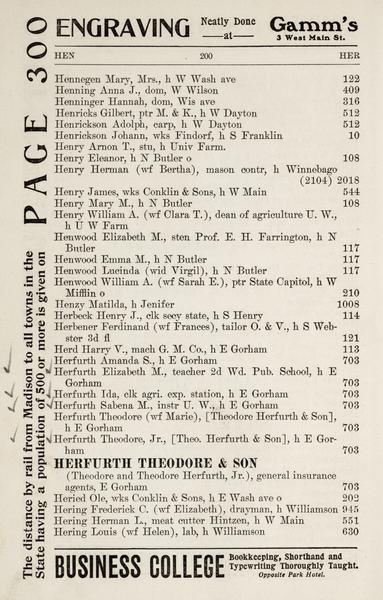 ENGRAVING Neatly Done —at— Gamm's 3 West Main St.
HEN 200 HER
Hennegen Mary, Mrs., h W Wash ave 122
Henning Anna J., dom, W Wilson 409
Henninger Hannah, dom, Wis ave 316
Henricks Gilbert, ptr M. & K., h W Dayton 512
Henrickson Adolph, carp, h W Dayton 512
Henrickson Johann, wks Findorf, h S Franklin 10
Henry Arnon T., stu, h Univ Farm.
Henry Eleanor, h N Butler o 108
Henry Herman (wf Bertha), mason contr, h Winnebago
(2104) 2018
Henry James, wks Conklin & Sons, h W Main 544
Henry Mary M., h N Butler 108
Henry William A. (wf Clara T.), dean of agriculture U. W.,
h U W Farm
Henwood Elizabeth M., sten Prof. E. H. Farrington, h N
Butler 117
Henwood Emma M., h N Butler 117
Henwood Lucinda (wid Virgil), h N Butler 117
Henwood William A. (wf Sarah E.), ptr State Capitol, h W
Mifflin o 210
Henzy Matilda, h Jenifer 1008
Herbeck Henry J., clk secy state, h S Henry 114
Herbener Ferdinand (wf Frances), tailor O. & V., h S Web-
ster 3d fl 121
Herd Harry V., mach G. M. Co., h E Gorham 113
Herfurth Amanda S., h E Gorham 703
Herfurth Elizabeth M., teacher 2d Wd. Pub. School, h E
Gorham 703
Herfurth Ida, clk agri. exp. station, h E Gorham 703
Herfurth Sabena M., instr U. W., h E Gorham 703
Herfurth Theodore (wf Marie), [Theodore Herfurth & Son],
h E Gorham 703
Herfurth Theodore, Jr., [Theo. Herfurth & Son], h E Gor-
ham 703
HERFURTH THEODORE & SON
(Theodore and Theodore Herfurth, Jr.), general insurance
agents, E Gorham 703
Heried Ole, wks Conklin & Sons, h E Wash ave o 202
Hering Frederick C. (wf Elizabeth), drayman, h Williamson 945
Hering Herman L., meat cutter Hintzen, h W Main 551
Hering Louis (wf Helen), lab, h Williamson 630
BUSINESS COLLEGE Bookkeeping, Shorthand and
Typewriting Thoroughly Taught.
Opposite Park Hotel.
The distance by rail from Madison to all towns in the
State having a population of 500 or more is given on
PAGE 300